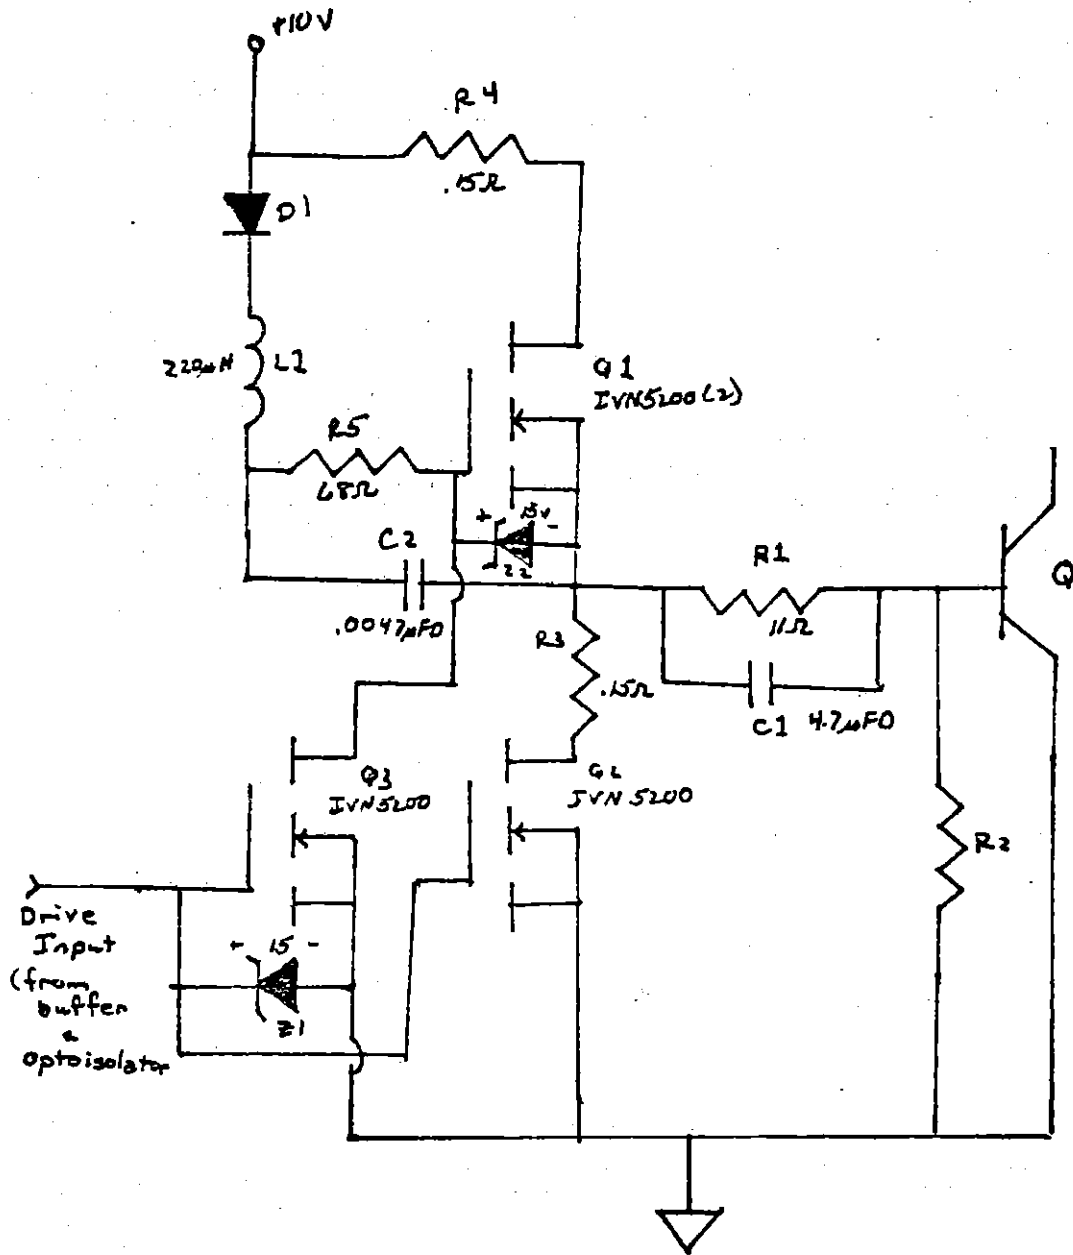 +10V
R4
.15Ω
D1
220μH
L1
Q1
IVN5200(2)
R5
68Ω
+ 15V -
Z2
C2
.0047μFD
R1
11Ω
Q
R3
.15Ω
C1 4.7μFD
Q3
IVN5200
Q2
IVN5200
R2
Drive
Input
(from
buffer
&
optoisolator
+ 15 -
Z1